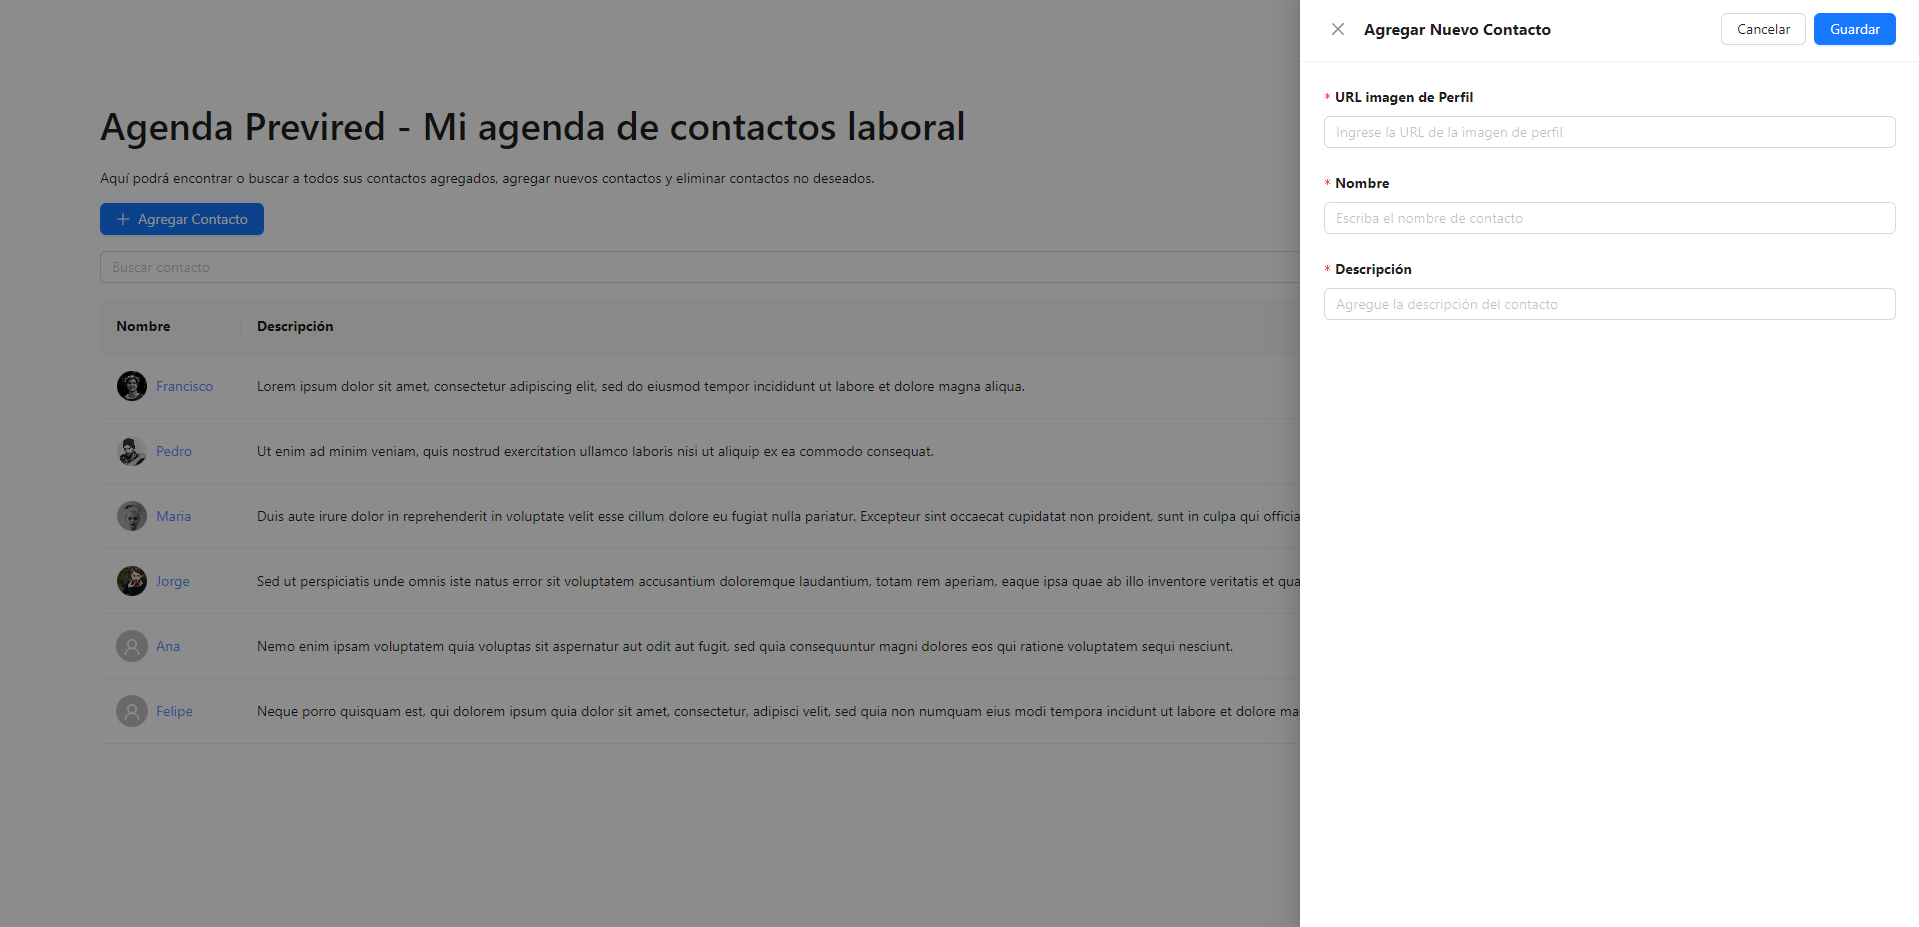 Agenda Previred - Mi agenda de contactos laboral
Aquí podrá encontrar o buscar a todos sus contactos agregados, agregar nuevos contactos y eliminar contactos no deseados.
Agregar Contacto
Buscar contacto
Nombre Descripción
Francisco Lorem ipsum dolor sit amet, consectetur adipiscing elit, sed do eiusmod tempor incididunt ut labore et dolore magna aliqua.
Pedro Ut enim ad minim veniam, quis nostrud exercitation ullamco laboris nisi ut aliquip ex ea commodo consequat.
Maria Duis aute irure dolor in reprehenderit in voluptate velit esse cillum dolore eu fugiat nulla pariatur. Excepteur sint occaecat cupidatat non proident, sunt in culpa qui officia
Jorge Sed ut perspiciatis unde omnis iste natus error sit voluptatem accusantium doloremque laudantium, totam rem aperiam, eaque ipsa quae ab illo inventore veritatis et qua
Ana Nemo enim ipsam voluptatem quia voluptas sit aspernatur aut odit aut fugit, sed quia consequuntur magni dolores eos qui ratione voluptatem sequi nesciunt.
Felipe Neque porro quisquam est, qui dolorem ipsum quia dolor sit amet, consectetur, adipisci velit, sed quia non numquam eius modi tempora incidunt ut labore et dolore ma
Agregar Nuevo Contacto Cancelar Guardar
* URL imagen de Perfil
Ingrese la URL de la imagen de perfil
* Nombre
Escriba el nombre de contacto
* Descripción
Agregue la descripción del contacto